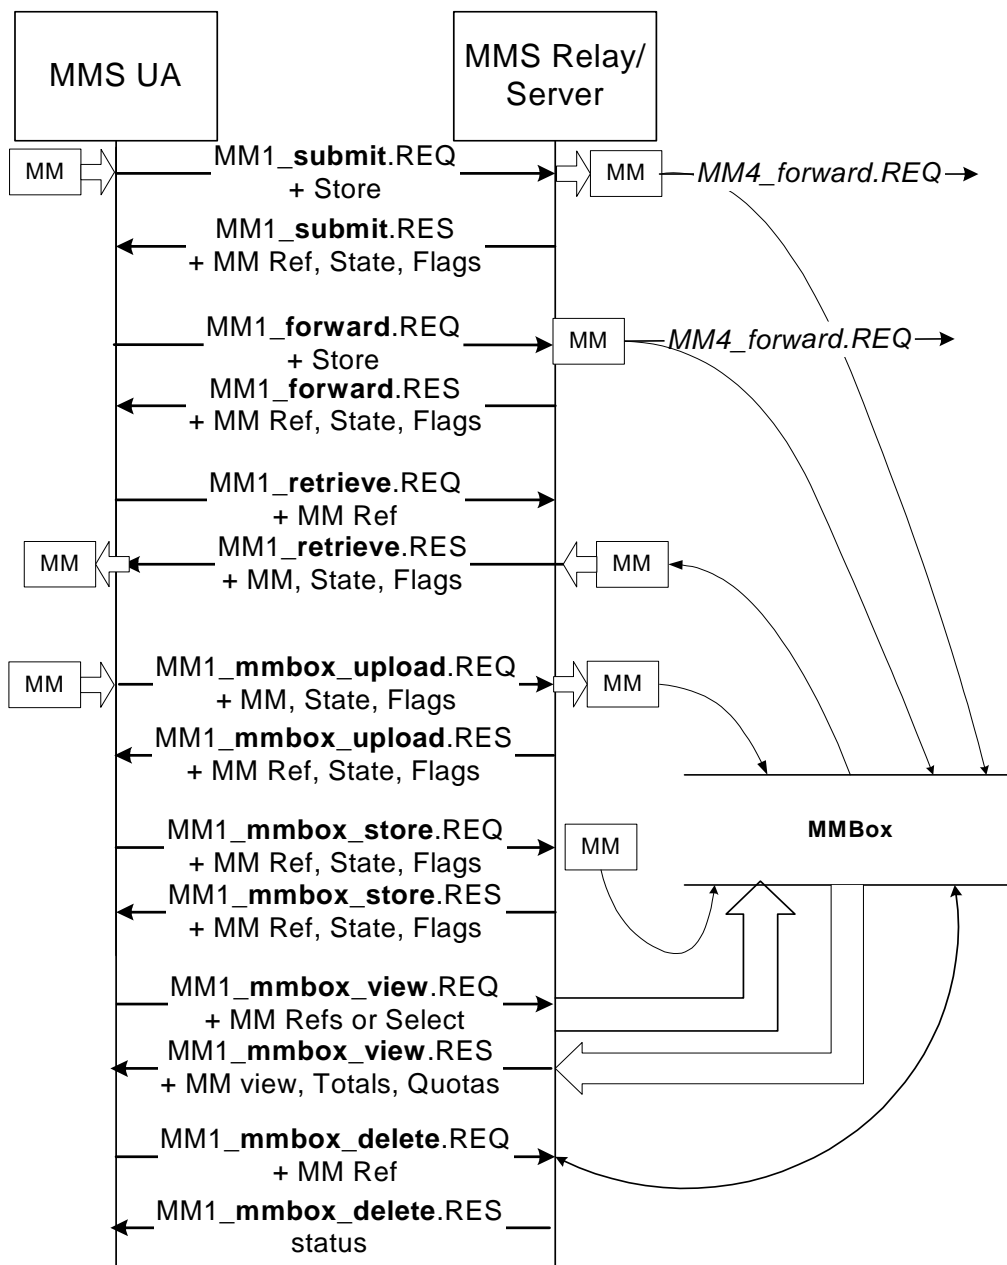 MMS UA
MMS Relay/
Server
MM
MM1_submit.REQ
+ Store
MM
MM4_forward.REQ
MM1_submit.RES
+ MM Ref, State, Flags
MM1_forward.REQ
+ Store
MM
MM4_forward.REQ
MM1_forward.RES
+ MM Ref, State, Flags
MM1_retrieve.REQ
+ MM Ref
MM
MM1_retrieve.RES
+ MM, State, Flags
MM
MM
MM1_mmbox_upload.REQ
+ MM, State, Flags
MM
MM1_mmbox_upload.RES
+ MM Ref, State, Flags
MMBox
MM1_mmbox_store.REQ
+ MM Ref, State, Flags
MM
MM1_mmbox_store.RES
+ MM Ref, State, Flags
MM1_mmbox_view.REQ
+ MM Refs or Select
MM1_mmbox_view.RES
+ MM view, Totals, Quotas
MM1_mmbox_delete.REQ
+ MM Ref
MM1_mmbox_delete.RES
status